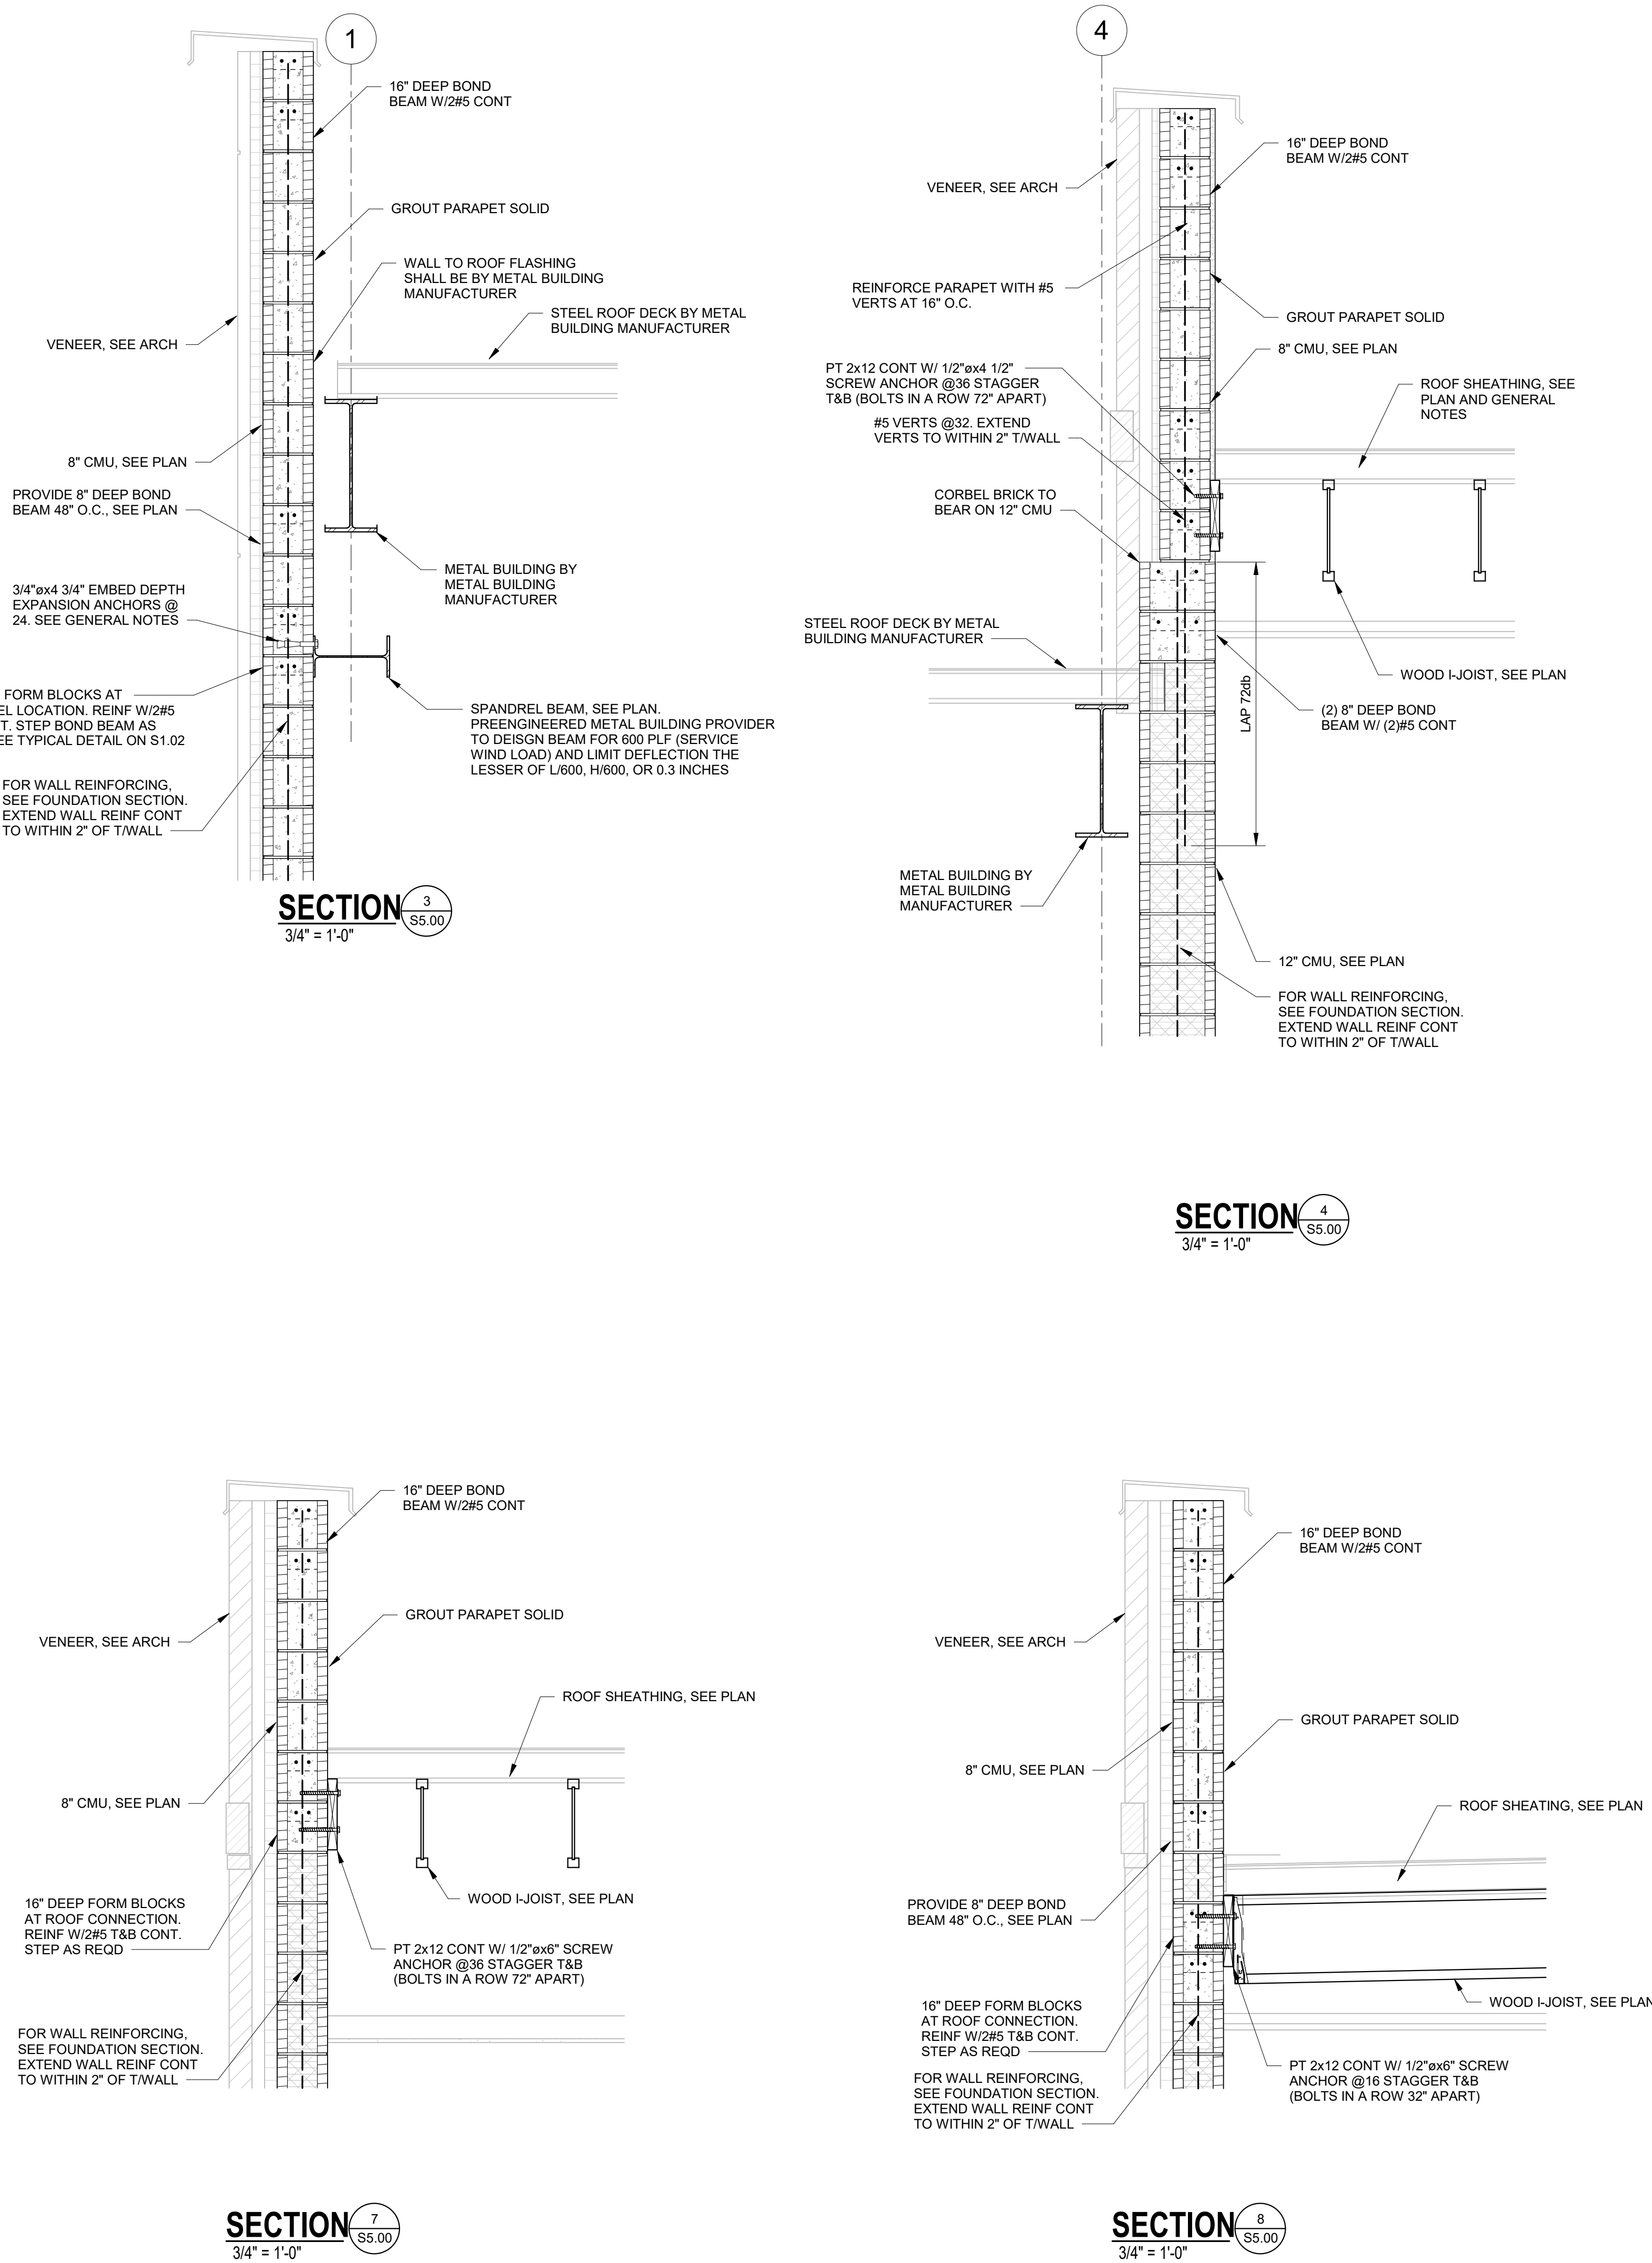 1
16" DEEP BOND
BEAM W/2#5 CONT
GROUT PARAPET SOLID
WALL TO ROOF FLASHING
SHALL BE BY METAL BUILDING
MANUFACTURER
STEEL ROOF DECK BY METAL
BUILDING MANUFACTURER
VENEER, SEE ARCH
8" CMU, SEE PLAN
PROVIDE 8" DEEP BOND
BEAM 48" O.C., SEE PLAN
METAL BUILDING BY
METAL BUILDING
MANUFACTURER
3/4"øx4 3/4" EMBED DEPTH
EXPANSION ANCHORS @
24. SEE GENERAL NOTES
FORM BLOCKS AT
EL LOCATION. REINF W/2#5
T. STEP BOND BEAM AS
EE TYPICAL DETAIL ON S1.02
SPANDREL BEAM, SEE PLAN.
PREENGINEERED METAL BUILDING PROVIDER
TO DEISGN BEAM FOR 600 PLF (SERVICE
WIND LOAD) AND LIMIT DEFLECTION THE
LESSER OF L/600, H/600, OR 0.3 INCHES
FOR WALL REINFORCING,
SEE FOUNDATION SECTION.
EXTEND WALL REINF CONT
TO WITHIN 2" OF T/WALL
SECTION
3
S5.00
3/4" = 1'-0"
4
16" DEEP BOND
BEAM W/2#5 CONT
VENEER, SEE ARCH
REINFORCE PARAPET WITH #5
VERTS AT 16" O.C.
GROUT PARAPET SOLID
8" CMU, SEE PLAN
PT 2x12 CONT W/ 1/2"øx4 1/2"
SCREW ANCHOR @36 STAGGER
T&B (BOLTS IN A ROW 72" APART)
ROOF SHEATHING, SEE
PLAN AND GENERAL
NOTES
#5 VERTS @32. EXTEND
VERTS TO WITHIN 2" T/WALL
CORBEL BRICK TO
BEAR ON 12" CMU
STEEL ROOF DECK BY METAL
BUILDING MANUFACTURER
WOOD I-JOIST, SEE PLAN
LAP 72db
(2) 8" DEEP BOND
BEAM W/ (2)#5 CONT
METAL BUILDING BY
METAL BUILDING
MANUFACTURER
12" CMU, SEE PLAN
FOR WALL REINFORCING,
SEE FOUNDATION SECTION.
EXTEND WALL REINF CONT
TO WITHIN 2" OF T/WALL
SECTION
4
S5.00
3/4" = 1'-0"
16" DEEP BOND
BEAM W/2#5 CONT
GROUT PARAPET SOLID
VENEER, SEE ARCH
ROOF SHEATHING, SEE PLAN
8" CMU, SEE PLAN
WOOD I-JOIST, SEE PLAN
16" DEEP FORM BLOCKS
AT ROOF CONNECTION.
REINF W/2#5 T&B CONT.
STEP AS REQD
PT 2x12 CONT W/ 1/2"øx6" SCREW
ANCHOR @36 STAGGER T&B
(BOLTS IN A ROW 72" APART)
FOR WALL REINFORCING,
SEE FOUNDATION SECTION.
EXTEND WALL REINF CONT
TO WITHIN 2" OF T/WALL
SECTION
7
S5.00
3/4" = 1'-0"
16" DEEP BOND
BEAM W/2#5 CONT
VENEER, SEE ARCH
GROUT PARAPET SOLID
8" CMU, SEE PLAN
ROOF SHEATING, SEE PLAN
PROVIDE 8" DEEP BOND
BEAM 48" O.C., SEE PLAN
WOOD I-JOIST, SEE PLAN
16" DEEP FORM BLOCKS
AT ROOF CONNECTION.
REINF W/2#5 T&B CONT.
STEP AS REQD
PT 2x12 CONT W/ 1/2"øx6" SCREW
ANCHOR @16 STAGGER T&B
(BOLTS IN A ROW 32" APART)
FOR WALL REINFORCING,
SEE FOUNDATION SECTION.
EXTEND WALL REINF CONT
TO WITHIN 2" OF T/WALL
SECTION
8
S5.00
3/4" = 1'-0"